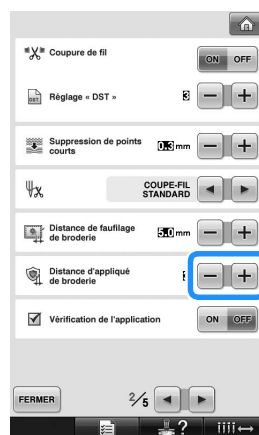 Coupure de fil
ON OFF
DST
Réglage « DST »
3
Suppression de points
courts
0.3 mm
COUPE-FIL
STANDARD
Distance de faufilage
de broderie
5.0 mm
Distance d'appliqué
de broderie
Vérification de l'application
ON OFF
FERMER
2/5
?